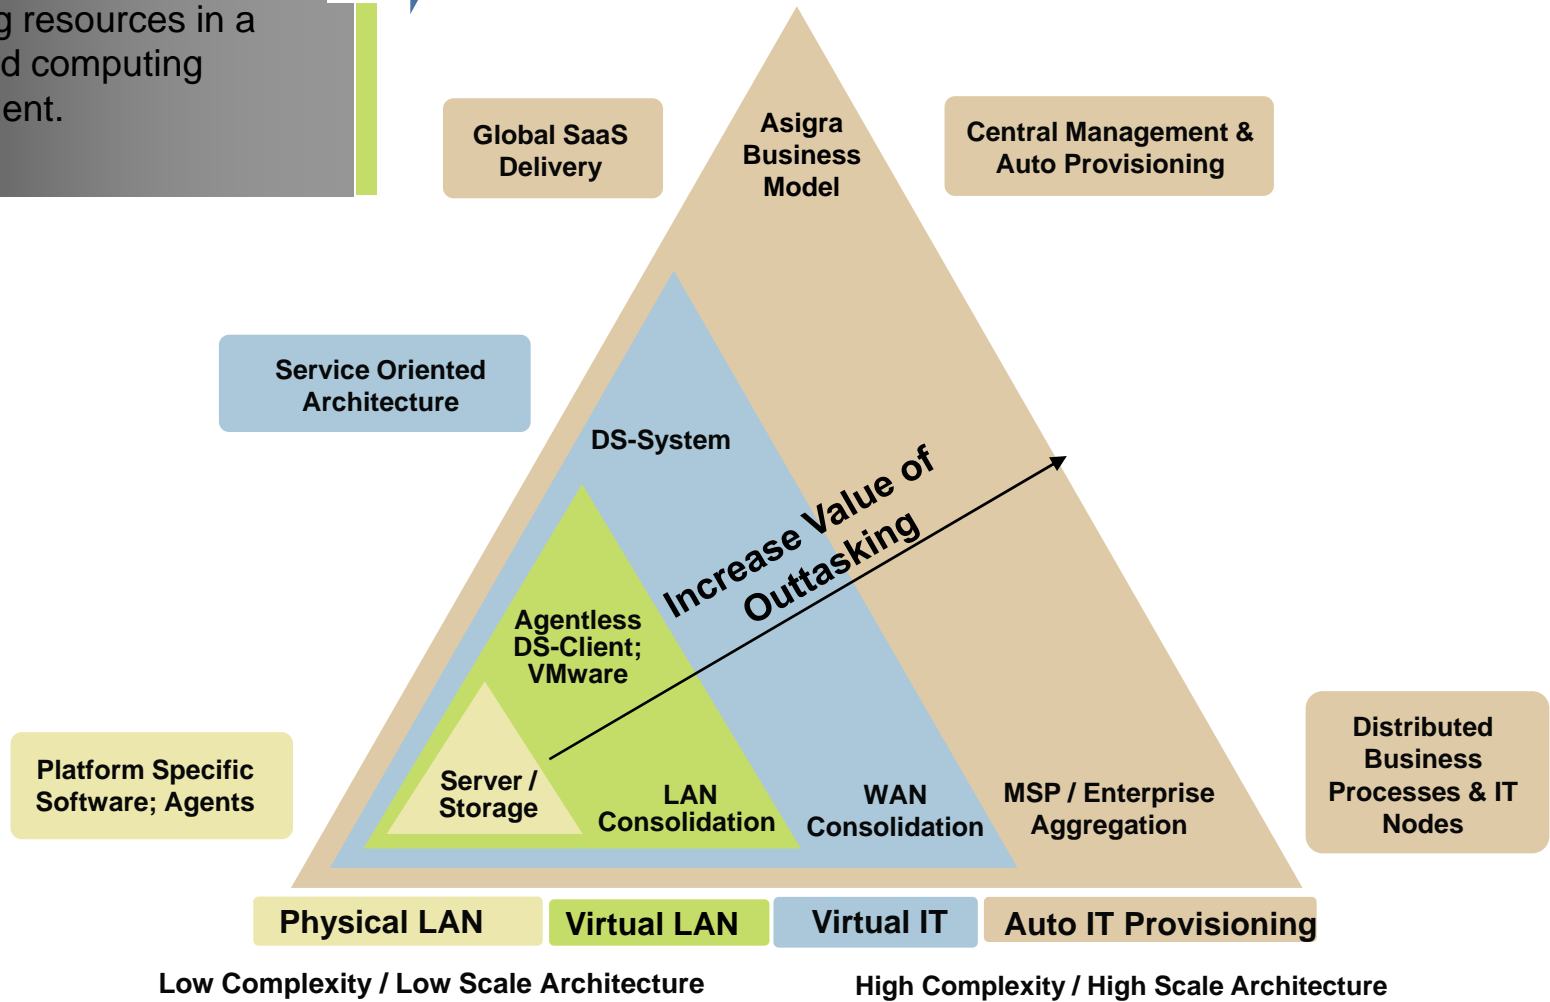 g resources in a
d computing
ent.
Global SaaS
Delivery
Asigra
Business
Model
Central Management &
Auto Provisioning
Service Oriented
Architecture
DS-System
Increase Value of
Outtasking
Agentless
DS-Client;
VMware
Platform Specific
Software; Agents
Server /
Storage
LAN
Consolidation
WAN
Consolidation
MSP / Enterprise
Aggregation
Distributed
Business
Processes & IT
Nodes
Physical LAN
Virtual LAN
Virtual IT
Auto IT Provisioning
Low Complexity / Low Scale Architecture
High Complexity / High Scale Architecture